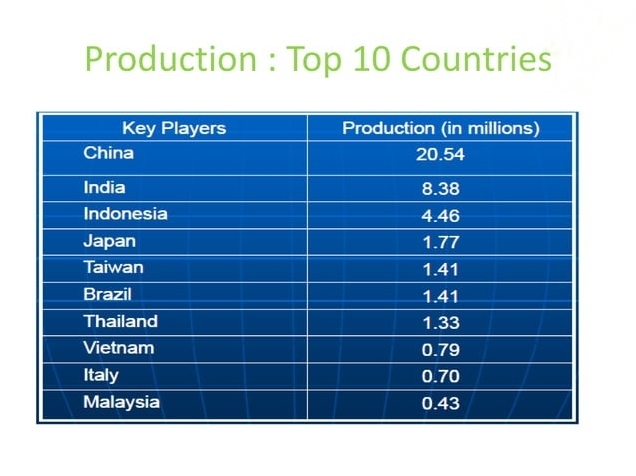 Production : Top 10 Countries
Key Players Production (in millions)
China 20.54
India 8.38
Indonesia 4.46
Japan 1.77
Taiwan 1.41
Brazil 1.41
Thailand 1.33
Vietnam 0.79
Italy 0.70
Malaysia 0.43